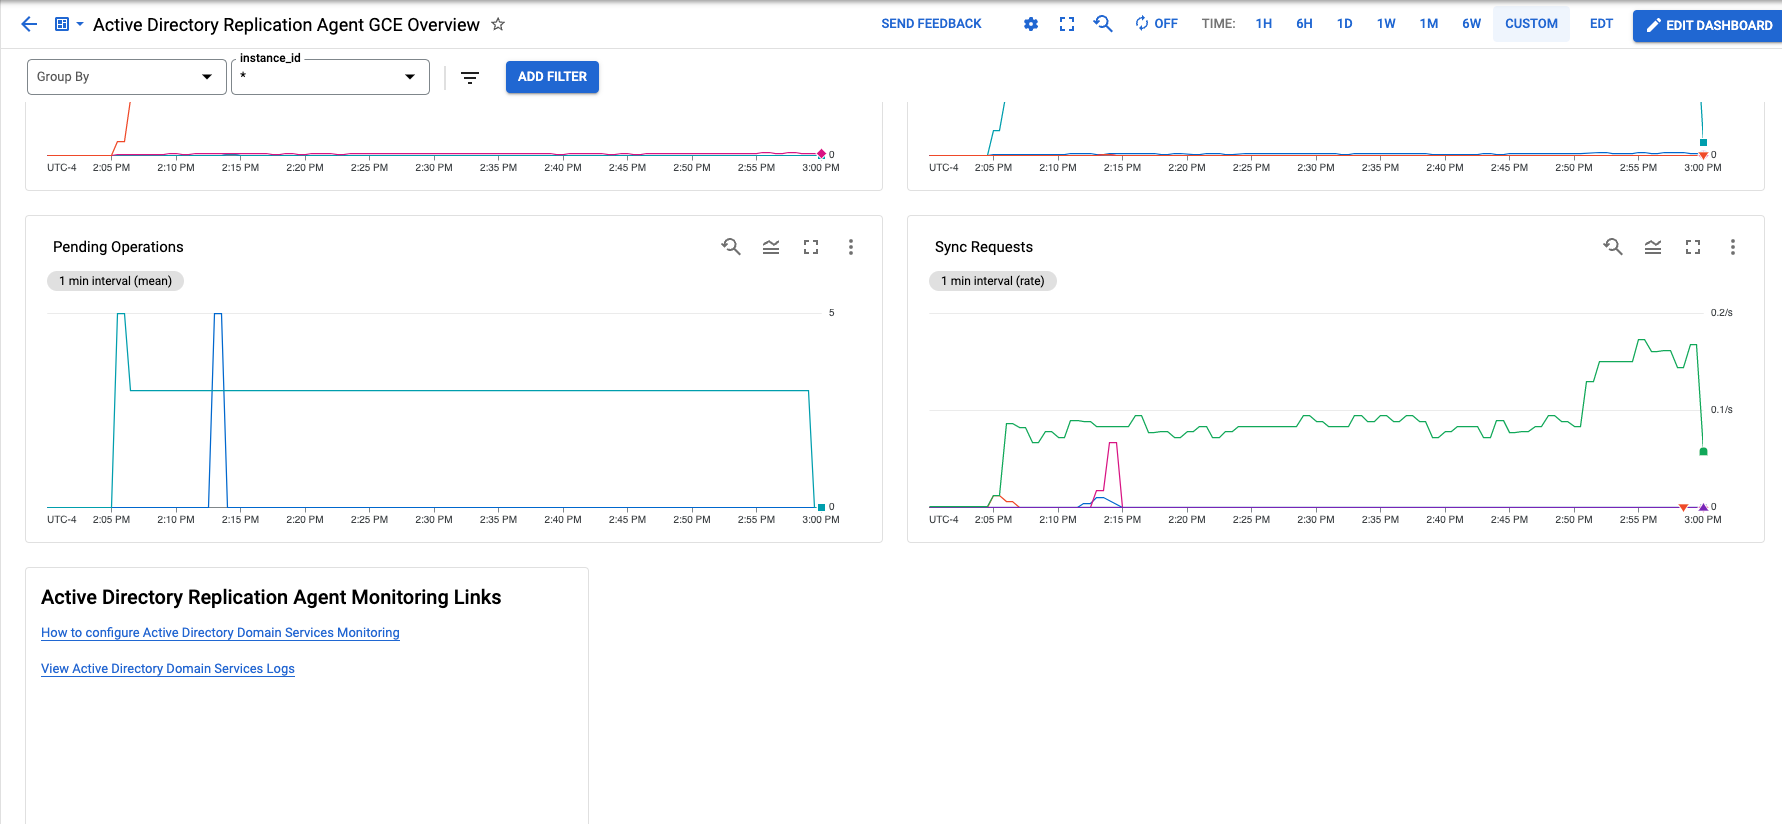 Active Directory Replication Agent GCE Overview SEND FEEDBACK OFF TIME: 1H 6H 1D 1W 1M 6W CUSTOM EDT EDIT DASHBOARD
Group By instance_id * ADD FILTER
0
UTC-4 2:05 PM 2:10 PM 2:15 PM 2:20 PM 2:25 PM 2:30 PM 2:35 PM 2:40 PM 2:45 PM 2:50 PM 2:55 PM 3:00 PM
0
UTC-4 2:05 PM 2:10 PM 2:15 PM 2:20 PM 2:25 PM 2:30 PM 2:35 PM 2:40 PM 2:45 PM 2:50 PM 2:55 PM 3:00 PM
Pending Operations
1 min interval (mean)
5
0
UTC-4 2:05 PM 2:10 PM 2:15 PM 2:20 PM 2:25 PM 2:30 PM 2:35 PM 2:40 PM 2:45 PM 2:50 PM 2:55 PM 3:00 PM
Sync Requests
1 min interval (rate)
0.2/s
0.1/s
0
UTC-4 2:05 PM 2:10 PM 2:15 PM 2:20 PM 2:25 PM 2:30 PM 2:35 PM 2:40 PM 2:45 PM 2:50 PM 2:55 PM 3:00 PM
Active Directory Replication Agent Monitoring Links
How to configure Active Directory Domain Services Monitoring
View Active Directory Domain Services Logs